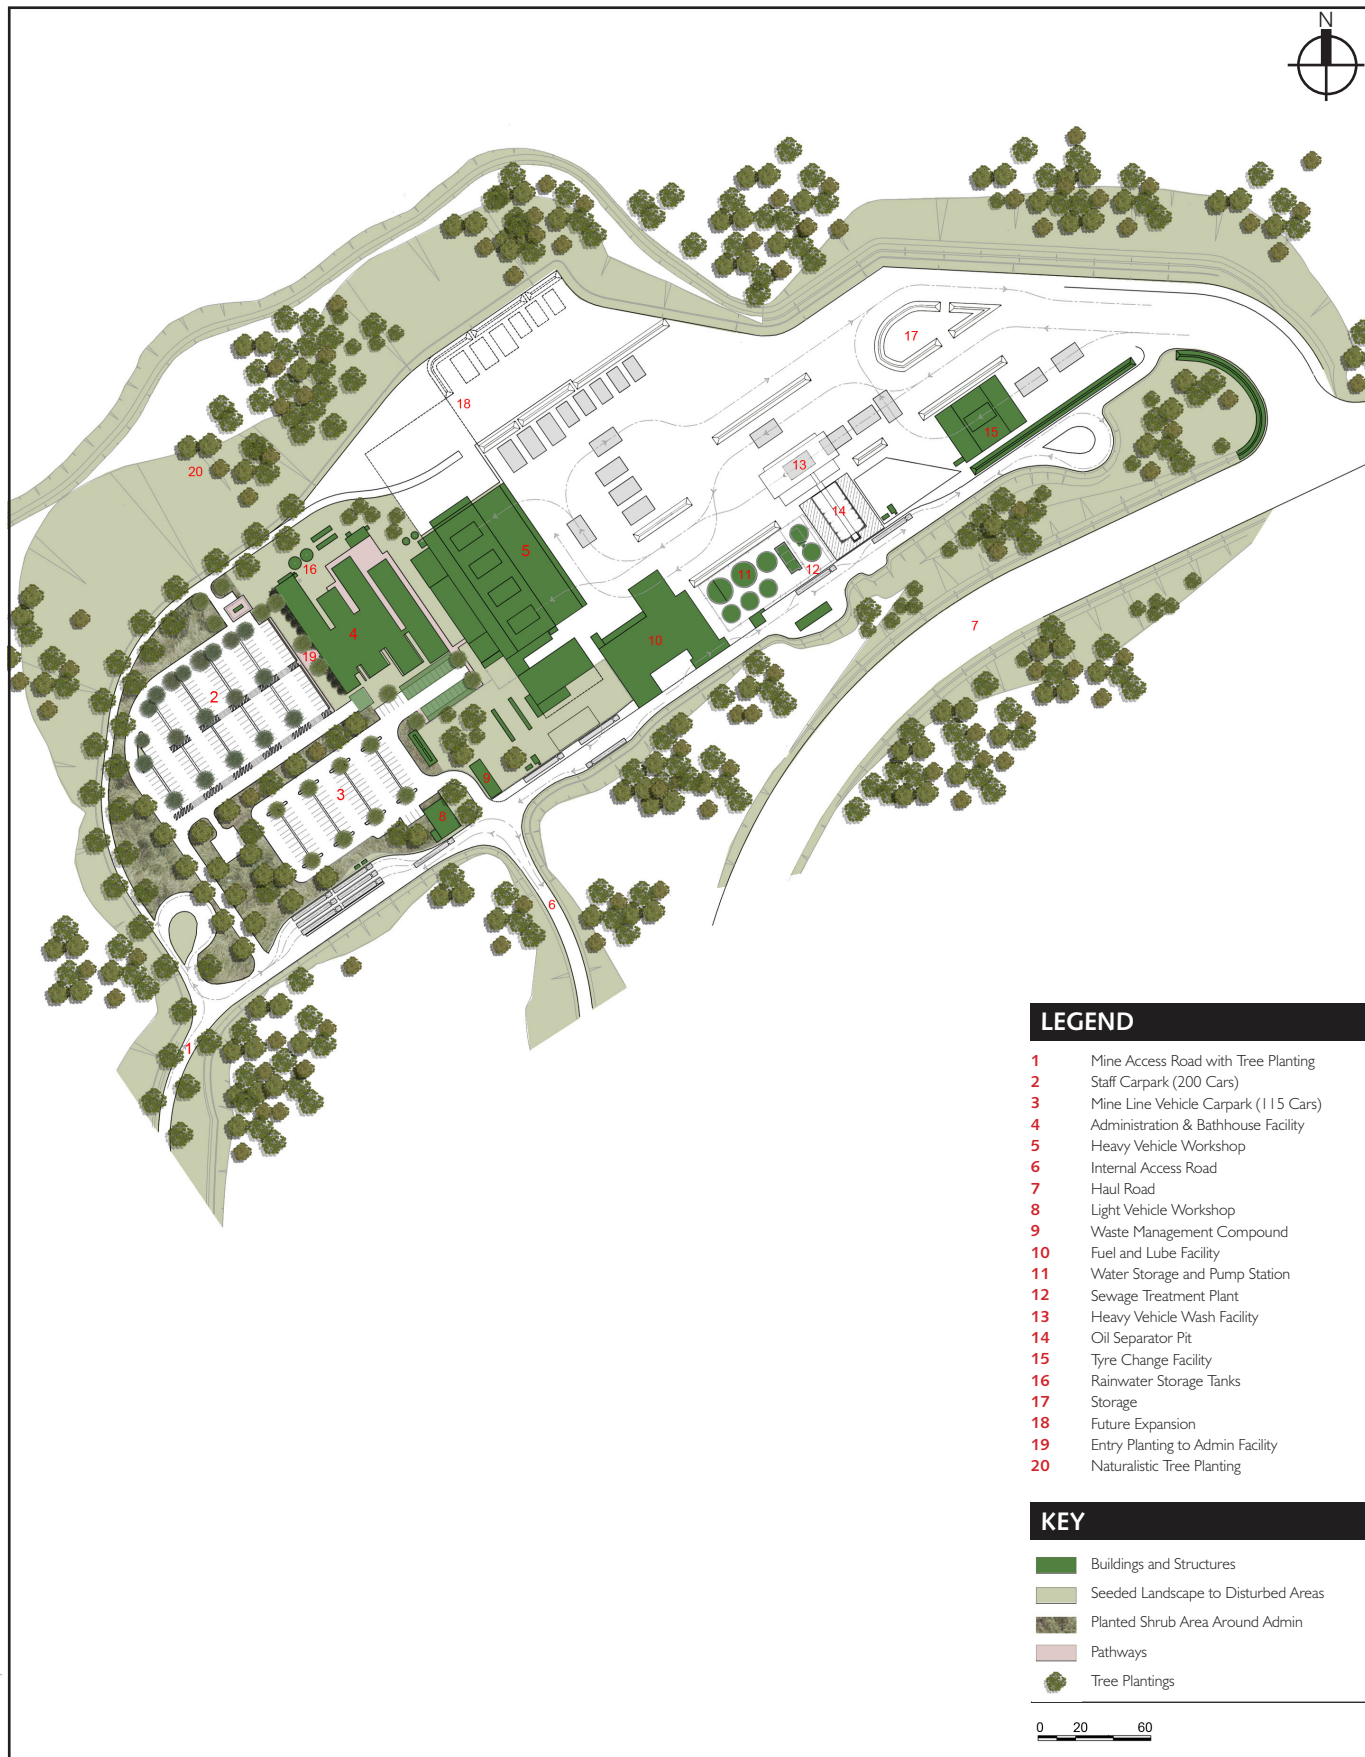 N
17
18
15
20
13
14
5
16
11
12
4
10
7
19
2
9
3
8
6
1
LEGEND
1 Mine Access Road with Tree Planting
2 Staff Carpark (200 Cars)
3 Mine Line Vehicle Carpark (115 Cars)
4 Administration & Bathhouse Facility
5 Heavy Vehicle Workshop
6 Internal Access Road
7 Haul Road
8 Light Vehicle Workshop
9 Waste Management Compound
10 Fuel and Lube Facility
11 Water Storage and Pump Station
12 Sewage Treatment Plant
13 Heavy Vehicle Wash Facility
14 Oil Separator Pit
15 Tyre Change Facility
16 Rainwater Storage Tanks
17 Storage
18 Future Expansion
19 Entry Planting to Admin Facility
20 Naturalistic Tree Planting
KEY
Buildings and Structures
Seeded Landscape to Disturbed Areas
Planted Shrub Area Around Admin
Pathways
Tree Plantings
0 20 60